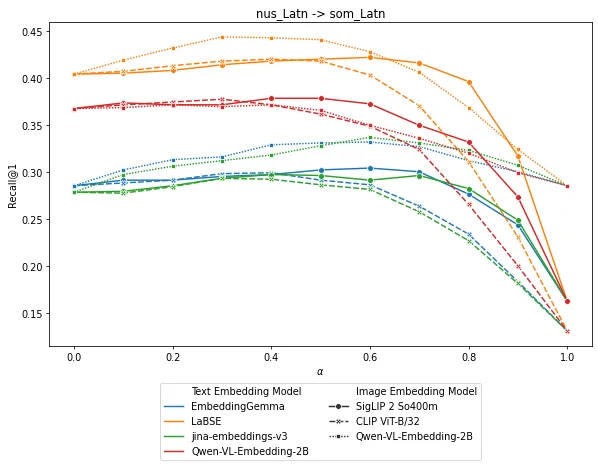 nus_Latn -> som_Latn
Recall@1
0.45
0.40
0.35
0.30
0.25
0.20
0.15
0.0 0.2 0.4 0.6 0.8 1.0
α
Text Embedding Model
EmbeddingGemma
LaBSE
jina-embeddings-v3
Qwen-VL-Embedding-2B
Image Embedding Model
SigLIP 2 So400m
CLIP ViT-B/32
Qwen-VL-Embedding-2B